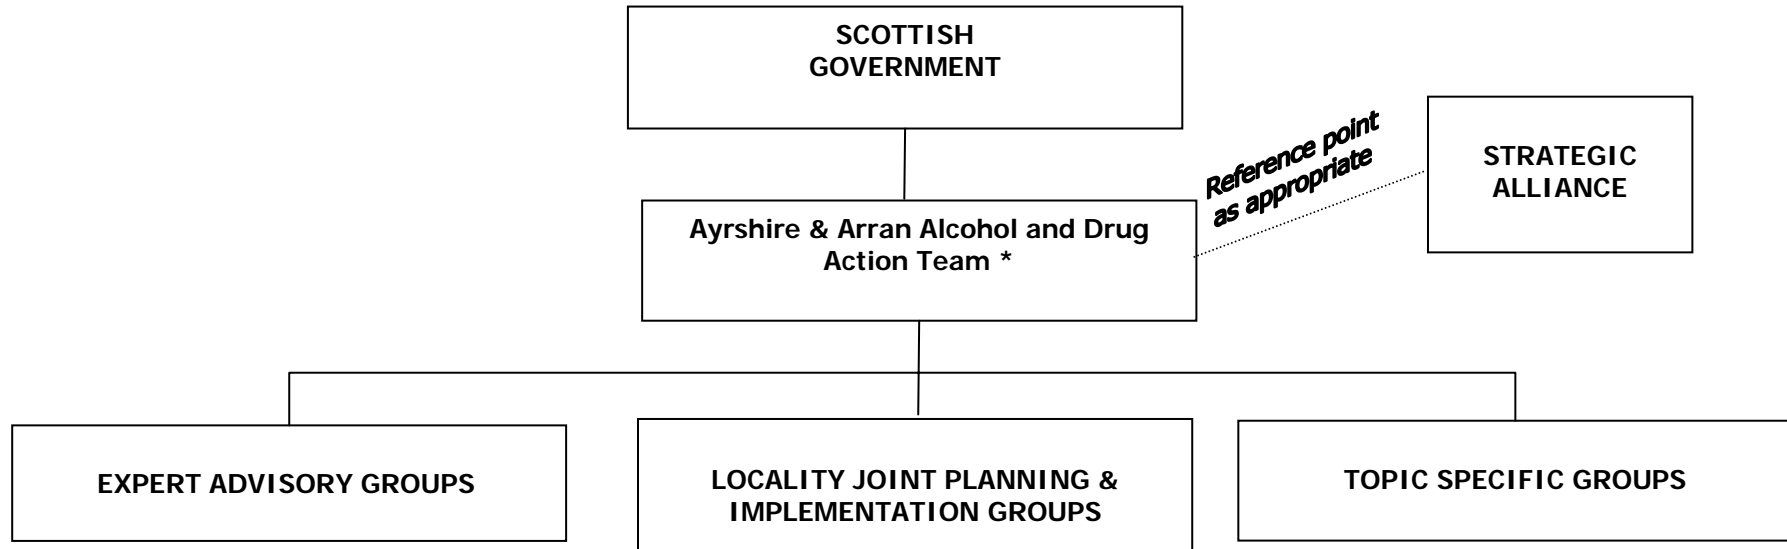 SCOTTISH
GOVERNMENT
Reference point
as appropriate
STRATEGIC
ALLIANCE
Ayrshire & Arran Alcohol and Drug
Action Team *
EXPERT ADVISORY GROUPS
LOCALITY JOINT PLANNING &
IMPLEMENTATION GROUPS
TOPIC SPECIFIC GROUPS